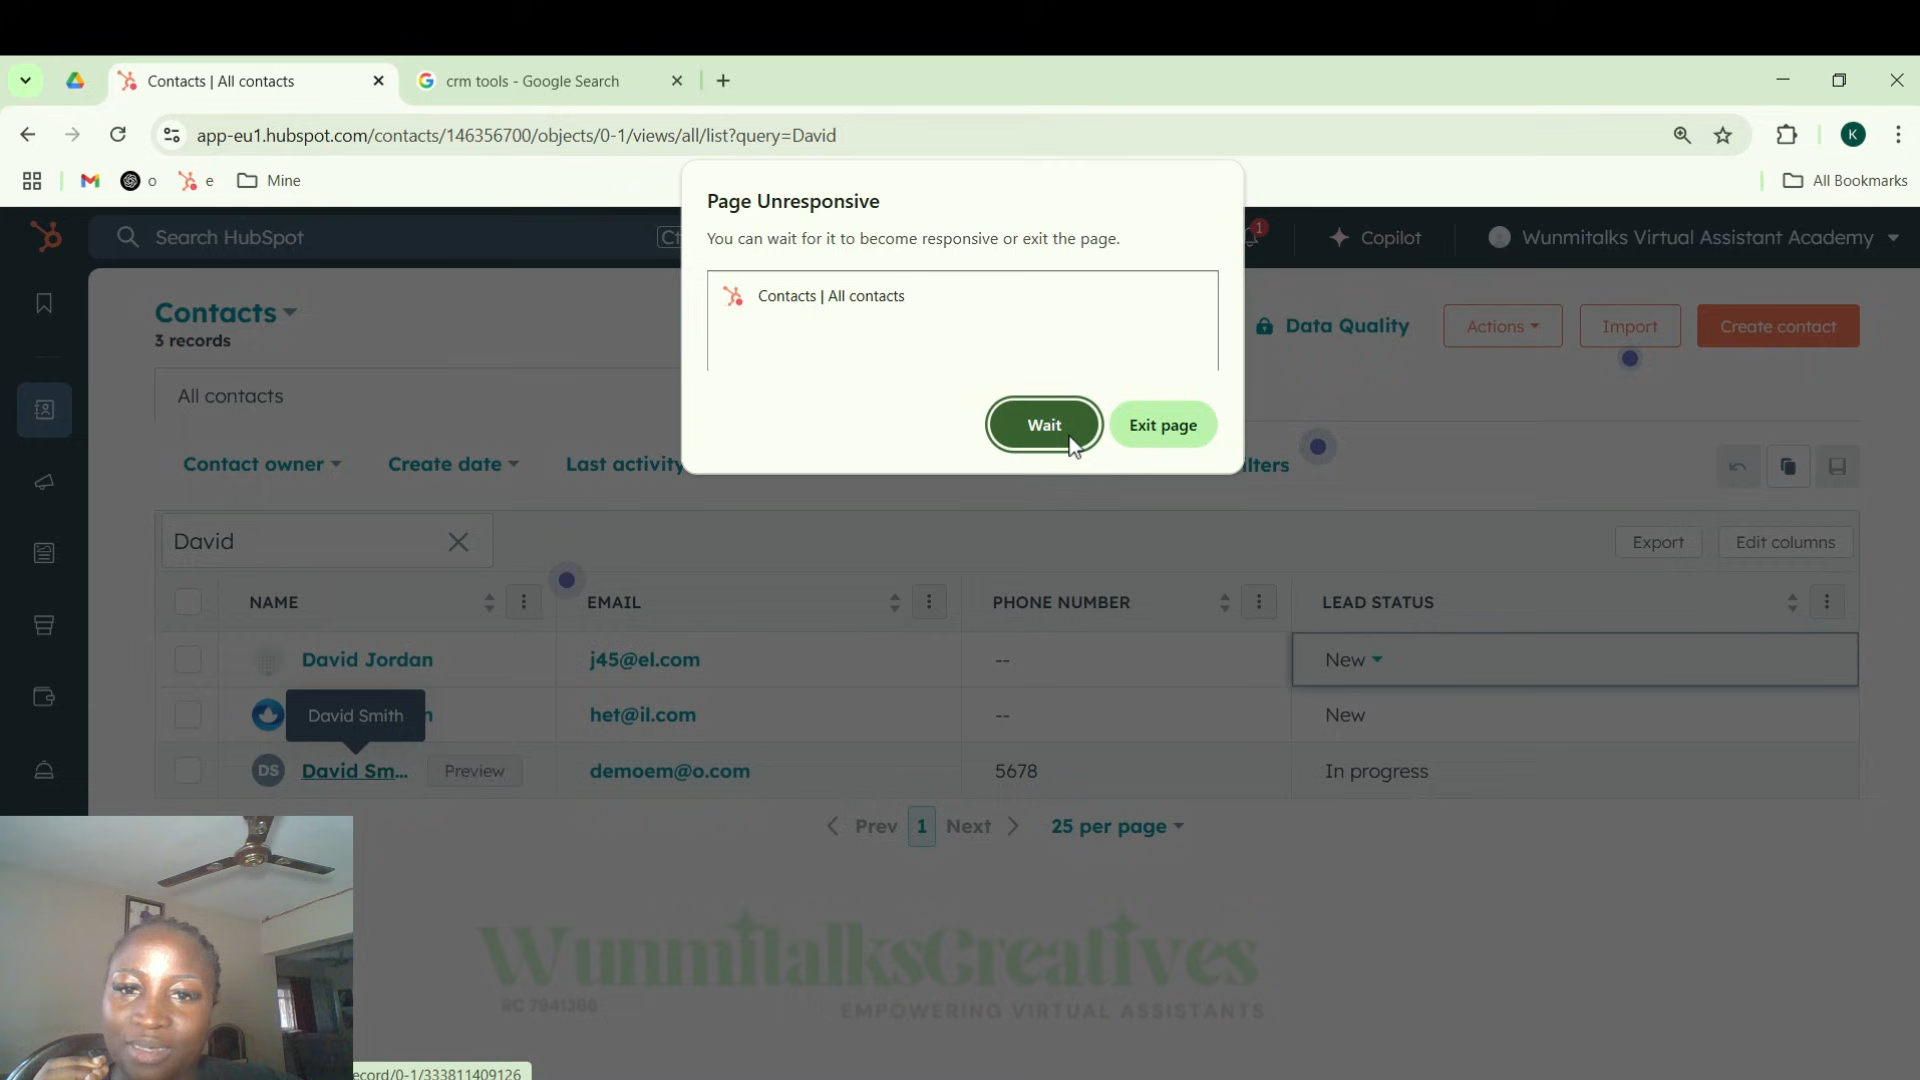 Contacts | All contacts
crm tools - Google Search
app-eu1.hubspot.com/contacts/146356700/objects/0-1/views/all/list?query=David
K
o
e
Mine
All Bookmarks
Page Unresponsive
You can wait for it to become responsive or exit the page.
Contacts | All contacts
Wait
Exit page
Search HubSpot
Ct
1
Copilot
Wunmitalks Virtual Assistant Academy
Contacts
3 records
Data Quality
Actions
Import
Create contact
All contacts
Contact owner
Create date
Last activity
ilters
David
Export
Edit columns
NAME
EMAIL
PHONE NUMBER
LEAD STATUS
David Jordan
j45@el.com
--
New
David Smith
n
het@il.com
--
New
DS
David Sm...
Preview
demoem@o.com
5678
In progress
Prev
1
Next
25 per page
WunmitalksCreatives
RC 7941366
EMPOWERING VIRTUAL ASSISTANTS
ecord/0-1/333811409126